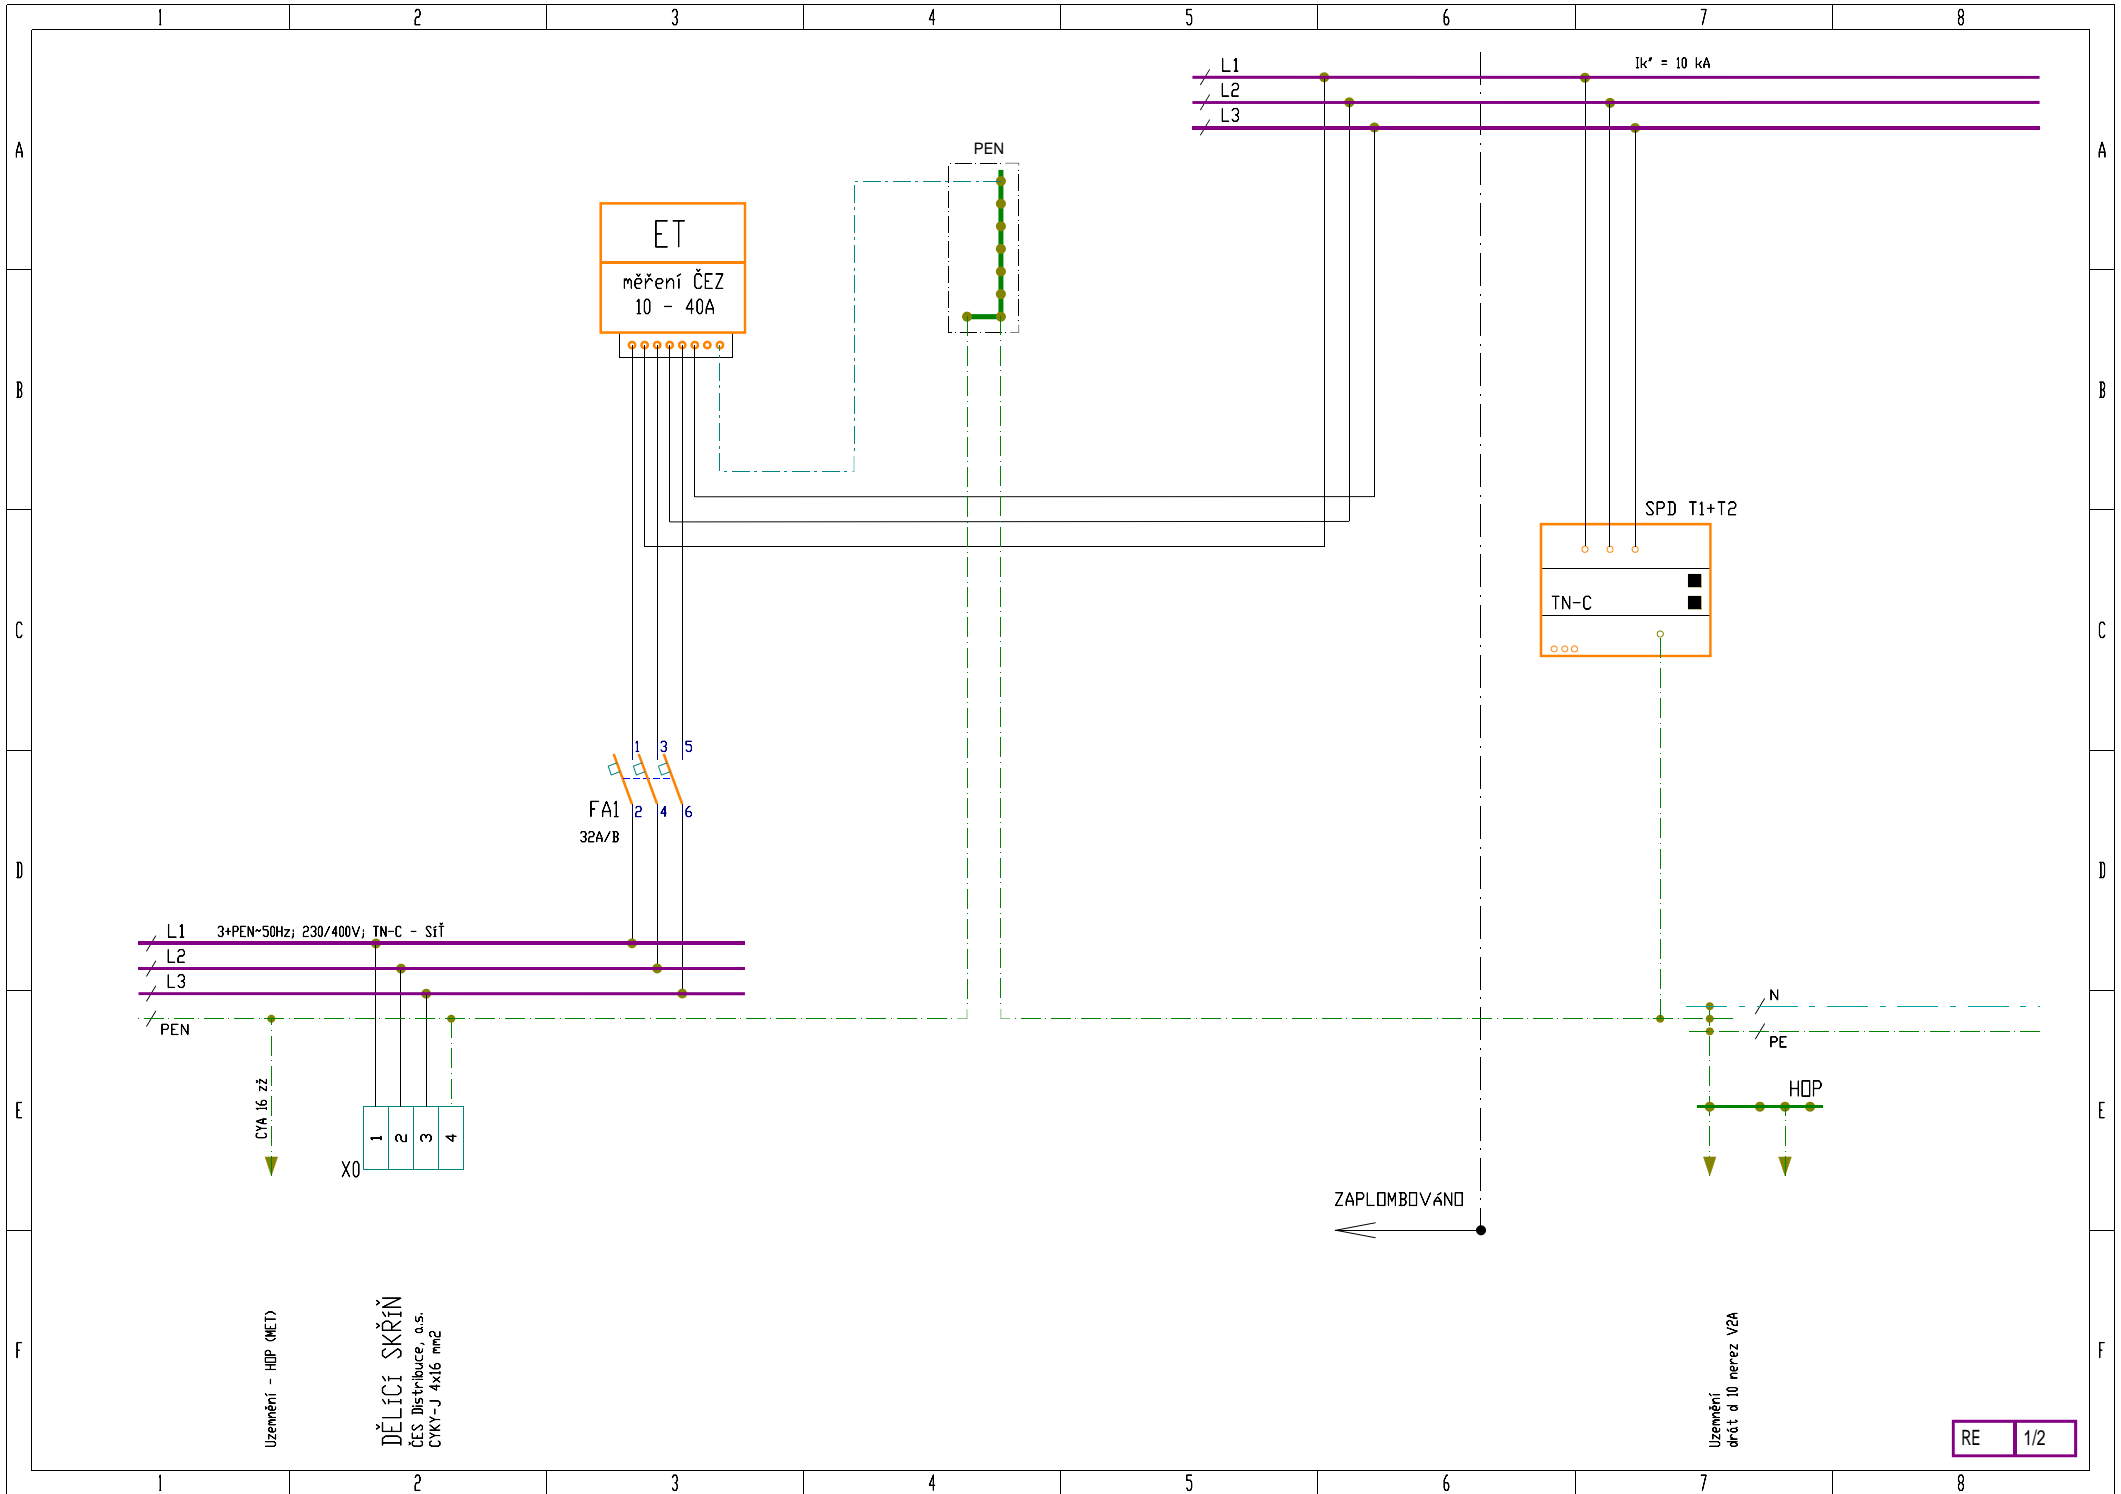 1 2 3 4 5 6 7 8
L1
Ik" = 10 kA
L2
L3
A
A
PEN
ET
měření ČEZ
10 - 40A
B
B
SPD T1+T2
TN-C
C
C
1 3 5
FA1
2 4 6
32A/B
D
D
L1
3+PEN~50Hz; 230/400V; TN-C - SÍŤ
L2
L3
PEN
N
PE
HOP
CYA 16 zž
E
E
1 2 3 4
X0
ZAPLOMBOVÁNO
Uzemnění - HOP (MET)
DĚLÍCÍ SKŘÍŇ
ČES Distribuce, a.s.
CYKY-J 4x16 mm2
Uzemnění
drát d 10 nerez V2A
F
F
RE 1/2
1 2 3 4 5 6 7 8